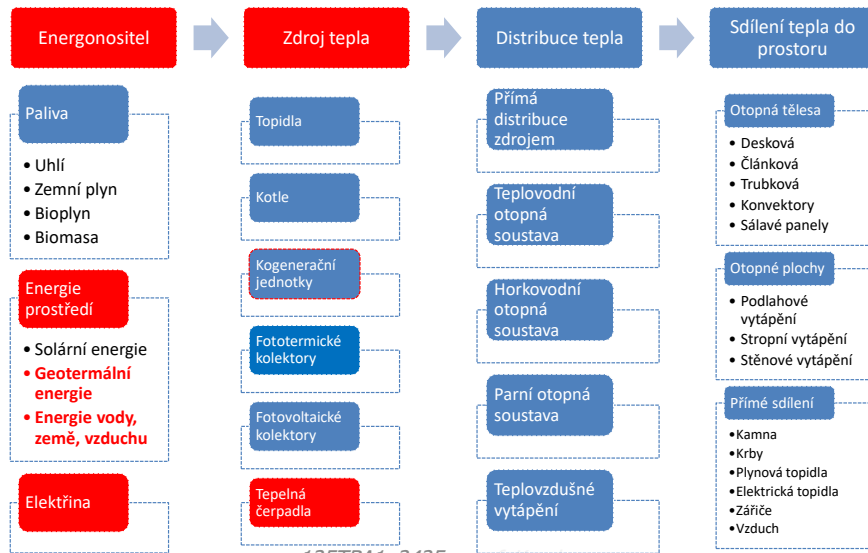 Energonositel
Zdroj tepla
Distribuce tepla
Sdílení tepla do
prostoru
Paliva
• Uhlí
• Zemní plyn
• Bioplyn
• Biomasa
Energie
prostředí
• Solární energie
• Geotermální
energie
• Energie vody,
země, vzduchu
Elektřina
Topidla
Kotle
Kogenerační
jednotky
Fototermické
kolektory
Fotovoltaické
kolektory
Tepelná
čerpadla
Přímá
distribuce
zdrojem
Teplovodní
otopná
soustava
Horkovodní
otopná
soustava
Parní otopná
soustava
Teplovzdušné
vytápění
Otopná tělesa
• Desková
• Článková
• Trubková
• Konvektory
• Sálavé panely
Otopné plochy
• Podlahové
vytápění
• Stropní vytápění
• Stěnové vytápění
Přímé sdílení
•Kamna
•Krby
•Plynová topidla
•Elektrická topidla
•Zářiče
•Vzduch